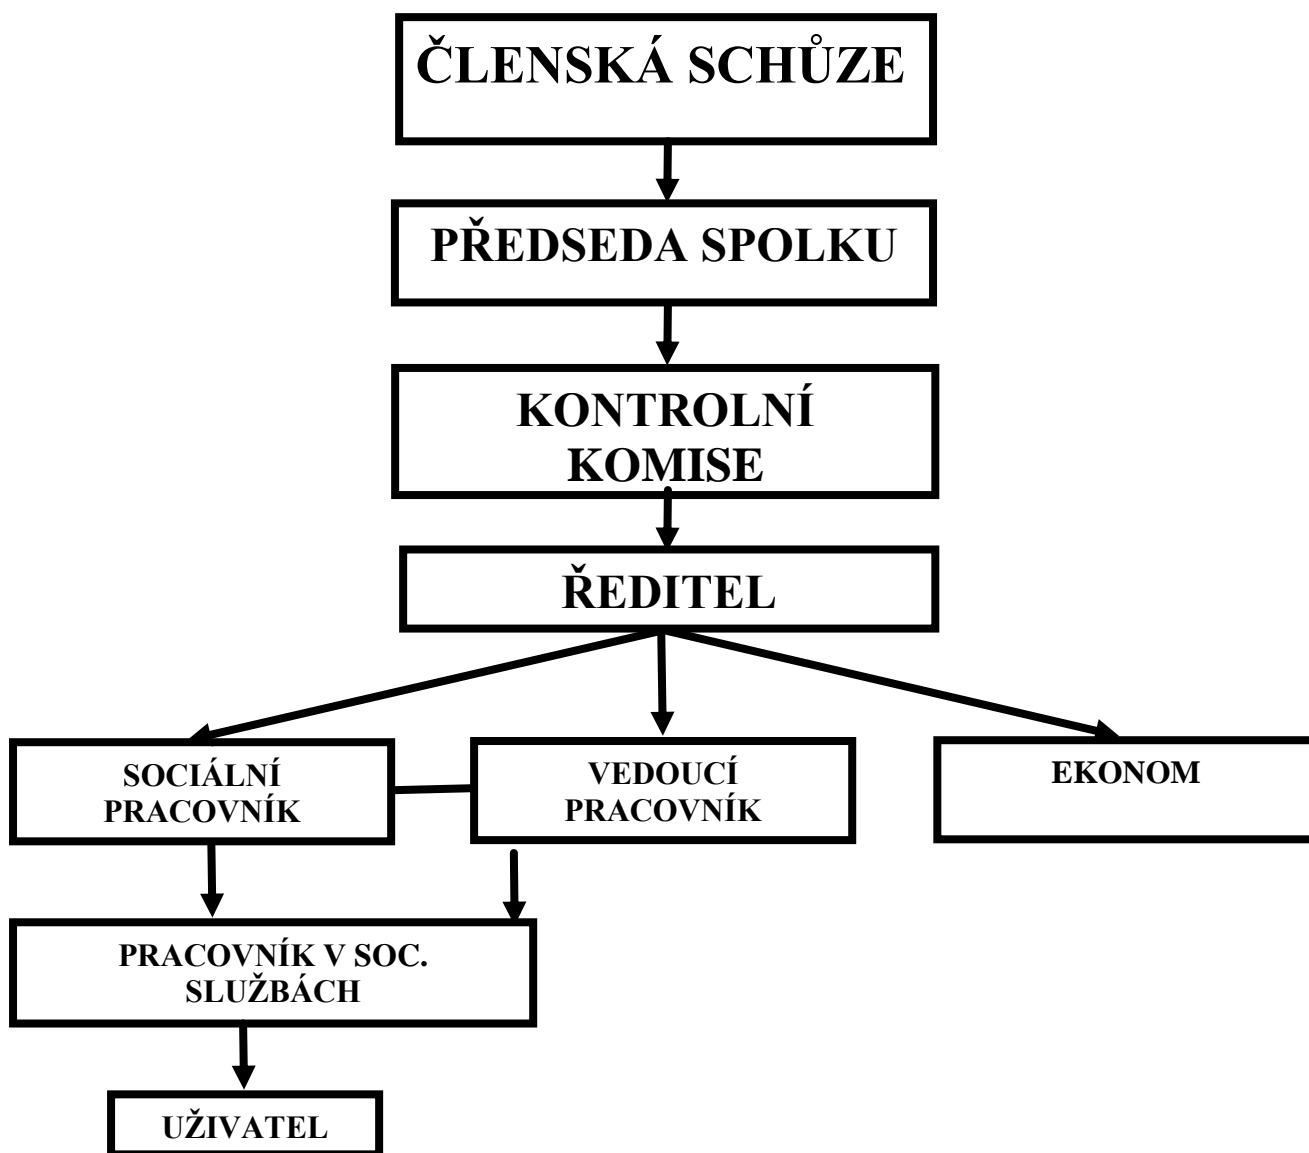 ČLENSKÁ SCHŮZE
PŘEDSEDA SPOLKU
KONTROLNÍ
KOMISE
ŘEDITEL
SOCIÁLNÍ
PRACOVNÍK
VEDOUCÍ
PRACOVNÍK
EKONOM
PRACOVNÍK V SOC.
SLUŽBÁCH
UŽIVATEL